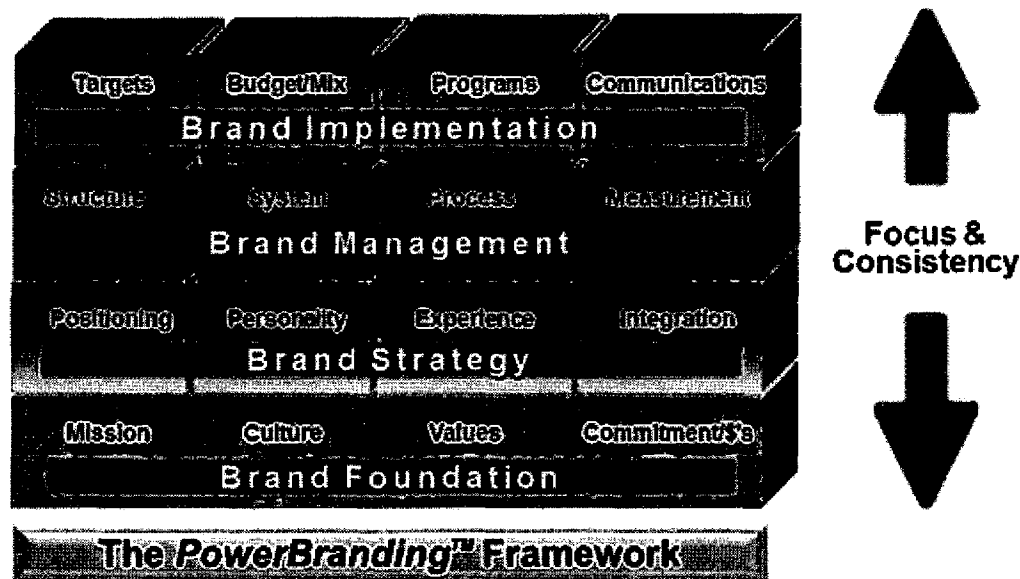 Targets Budget/Mix Programs Communications
Brand Implementation
Structure System Process Measurement
Brand Management
Focus &
Consistency
Positioning Personality Experience Integration
Brand Strategy
Mission Culture Values Commitment/$'s
Brand Foundation
The PowerBranding™ Framework